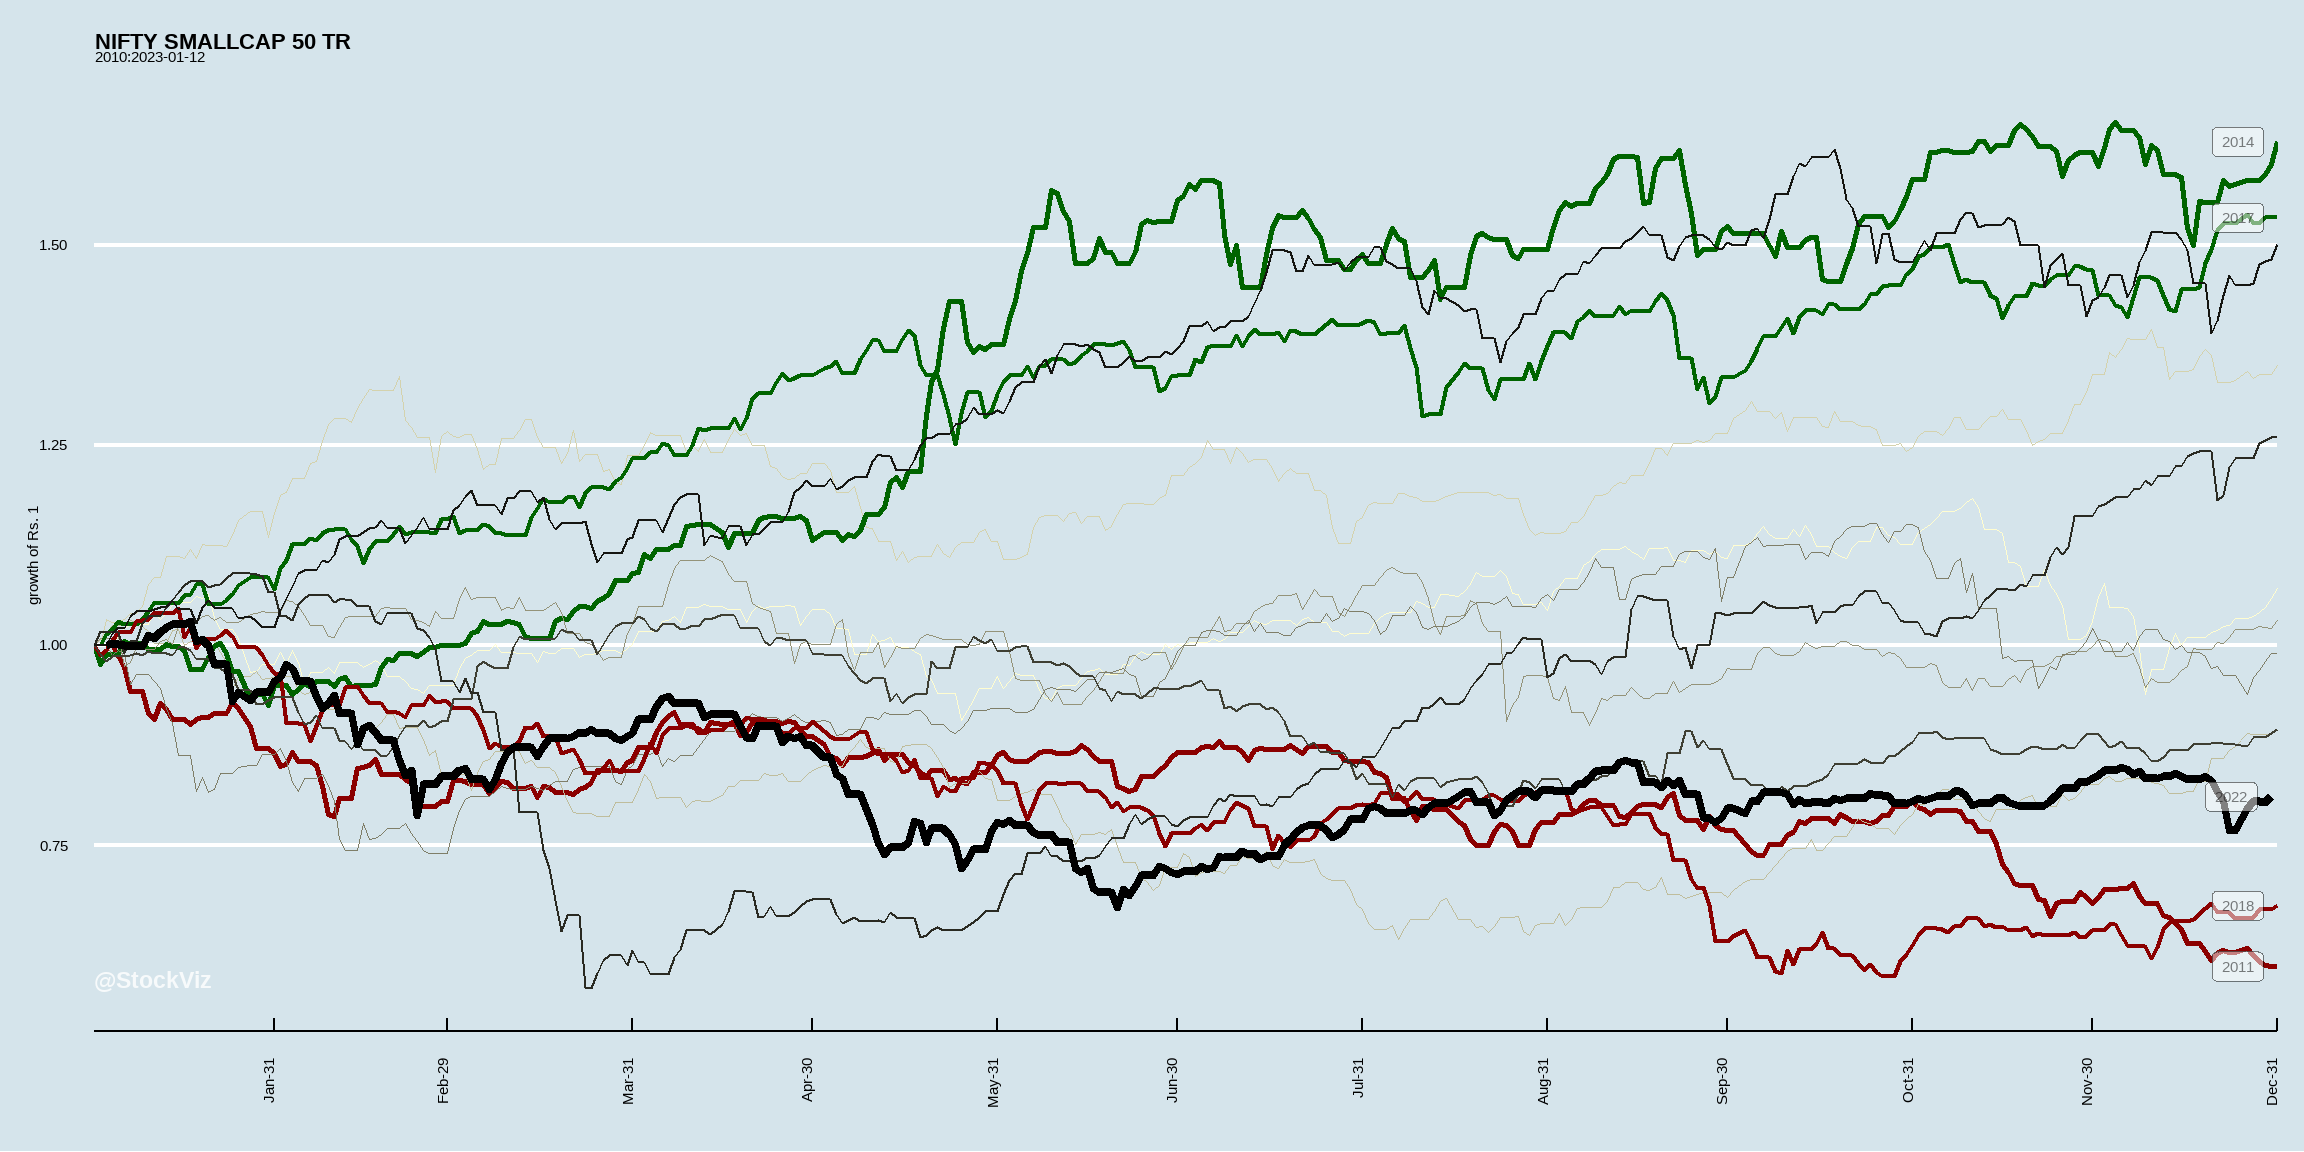 NIFTY SMALLCAP 50 TR
2010:2023-01-12
growth of Rs. 1
1.50
1.25
1.00
0.75
2014
2017
2022
2018
2011
@StockViz
Jan-31
Feb-29
Mar-31
Apr-30
May-31
Jun-30
Jul-31
Aug-31
Sep-30
Oct-31
Nov-30
Dec-31